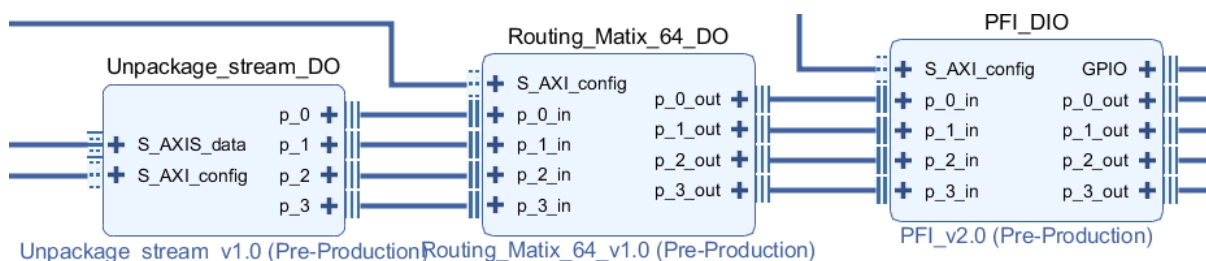 Unpackage_stream_DO
S_AXIS_data
S_AXI_config
p_0
p_1
p_2
p_3
Unpackage_stream_v1.0 (Pre-Production)
Routing_Matix_64_DO
S_AXI_config
p_0_in
p_1_in
p_2_in
p_3_in
p_0_out
p_1_out
p_2_out
p_3_out
Routing_Matix_64_v1.0 (Pre-Production)
PFI_DIO
S_AXI_config
p_0_in
p_1_in
p_2_in
p_3_in
GPIO
p_0_out
p_1_out
p_2_out
p_3_out
PFI_v2.0 (Pre-Production)